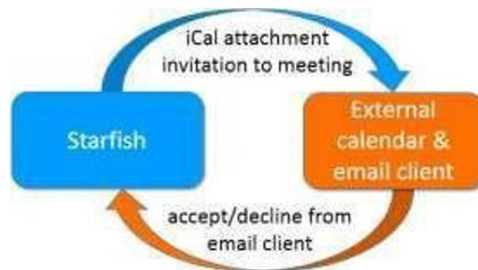 iCal attachment
invitation to meeting
Starfish
External
calendar &
email client
accept/decline from
email client